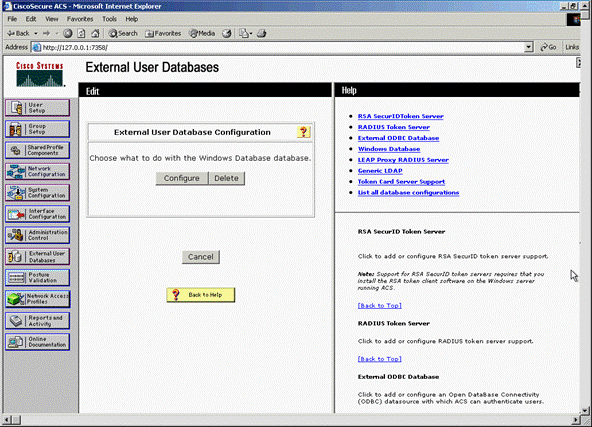 CiscoSecure ACS - Microsoft Internet Explorer
File Edit View Favorites Tools Help
Back Search Favorites Media
Address http://127.0.0.1:7358/ Go Links
CISCO SYSTEMS
External User Databases
Edit
Help
User Setup
Group Setup
Shared Profile Components
Network Configuration
System Configuration
Interface Configuration
Administration Control
External User Databases
Posture Validation
Network Access Profiles
Reports and Activity
Online Documentation
External User Database Configuration
Choose what to do with the Windows Database database.
Configure Delete
Cancel
Back to Help
RSA SecurIDToken Server
RADIUS Token Server
External ODBC Database
Windows Database
LEAP Proxy RADIUS Server
Generic LDAP
Token Card Server Support
List all database configurations
RSA SecurID Token Server
Click to add or configure RSA SecurID token server support.
Note: Support for RSA SecurID token servers requires that you
install the RSA token client software on the Windows server
running ACS.
[Back to Top]
RADIUS Token Server
Click to add or configure RADIUS token server support.
[Back to Top]
External ODBC Database
Click to add or configure an Open DataBase Connectivity
(ODBC) datasource with which ACS can authenticate users.